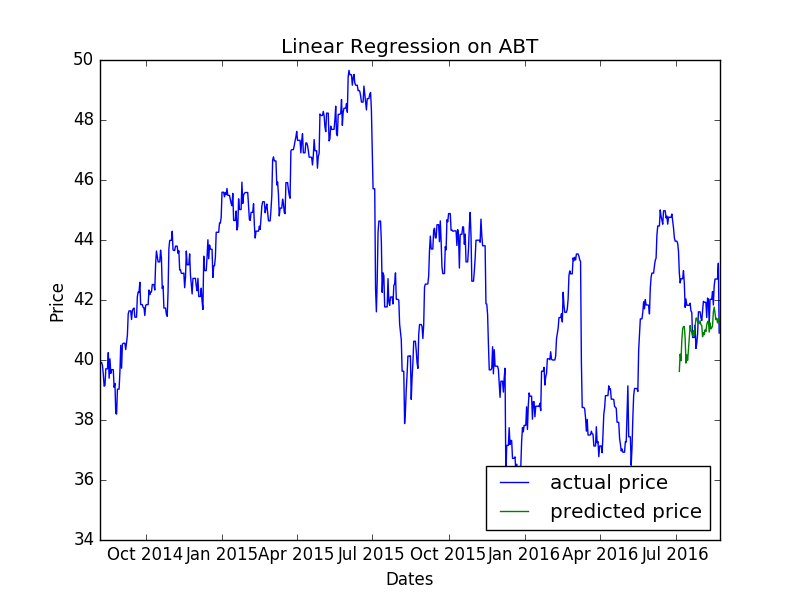 Linear Regression on ABT
50
48
46
44
42
40
38
36
34
Price
actual price
predicted price
Oct 2014 Jan 2015 Apr 2015 Jul 2015 Oct 2015 Jan 2016 Apr 2016 Jul 2016
Dates